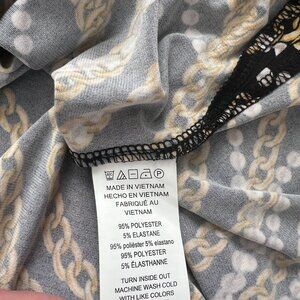 MADE IN VIETNAM
HECHO EN VIETNAM
FABRIQUÉ AU
VIETNAM
95% POLYESTER
5% ELASTANE
95% poliéster 5% elastano
95% POLYESTER
5% ÉLASTHANNE
TURN INSIDE OUT
MACHINE WASH COLD
WITH LIKE COLORS